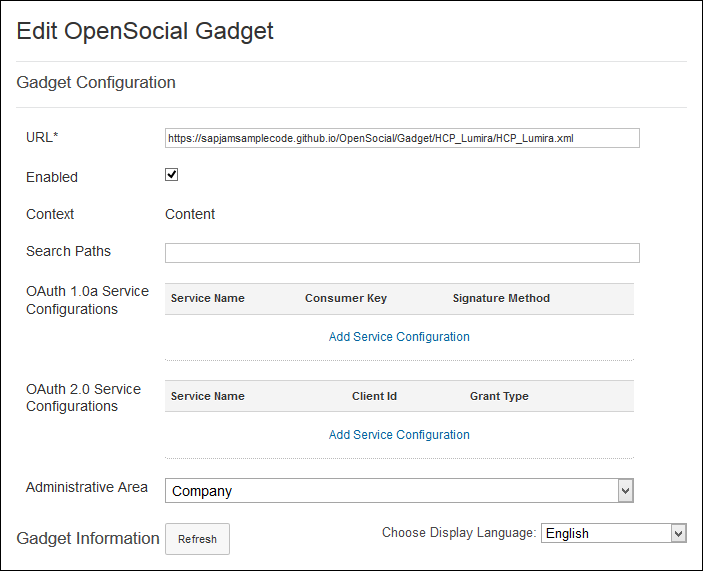 Edit OpenSocial Gadget
Gadget Configuration
URL* https://sapjamsamplecode.github.io/OpenSocial/Gadget/HCP_Lumira/HCP_Lumira.xml
Enabled
Context Content
Search Paths
OAuth 1.0a Service
Configurations
Service Name Consumer Key Signature Method
Add Service Configuration
OAuth 2.0 Service
Configurations
Service Name Client Id Grant Type
Add Service Configuration
Administrative Area Company
Gadget Information Refresh Choose Display Language: English